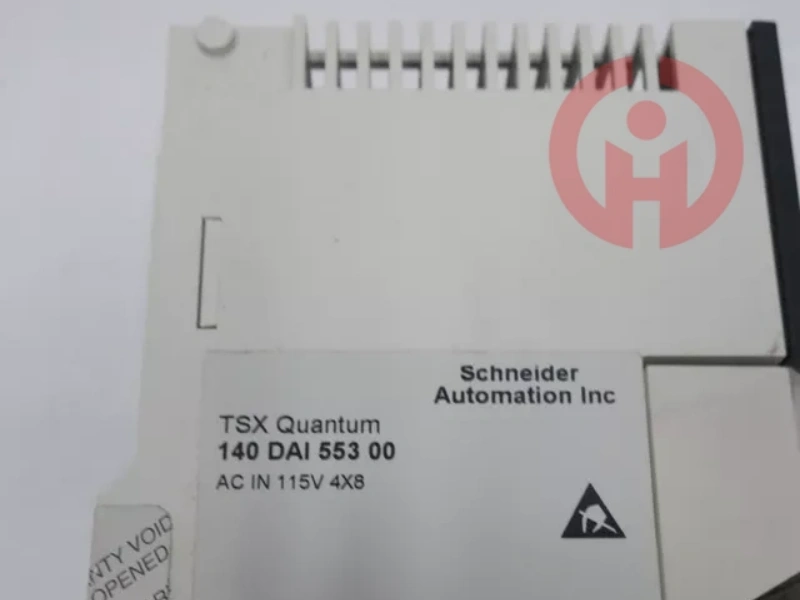 Schneider
Automation Inc
TSX Quantum
140 DAI 553 00
AC IN 115V 4X8
NTY VOID
OPENED